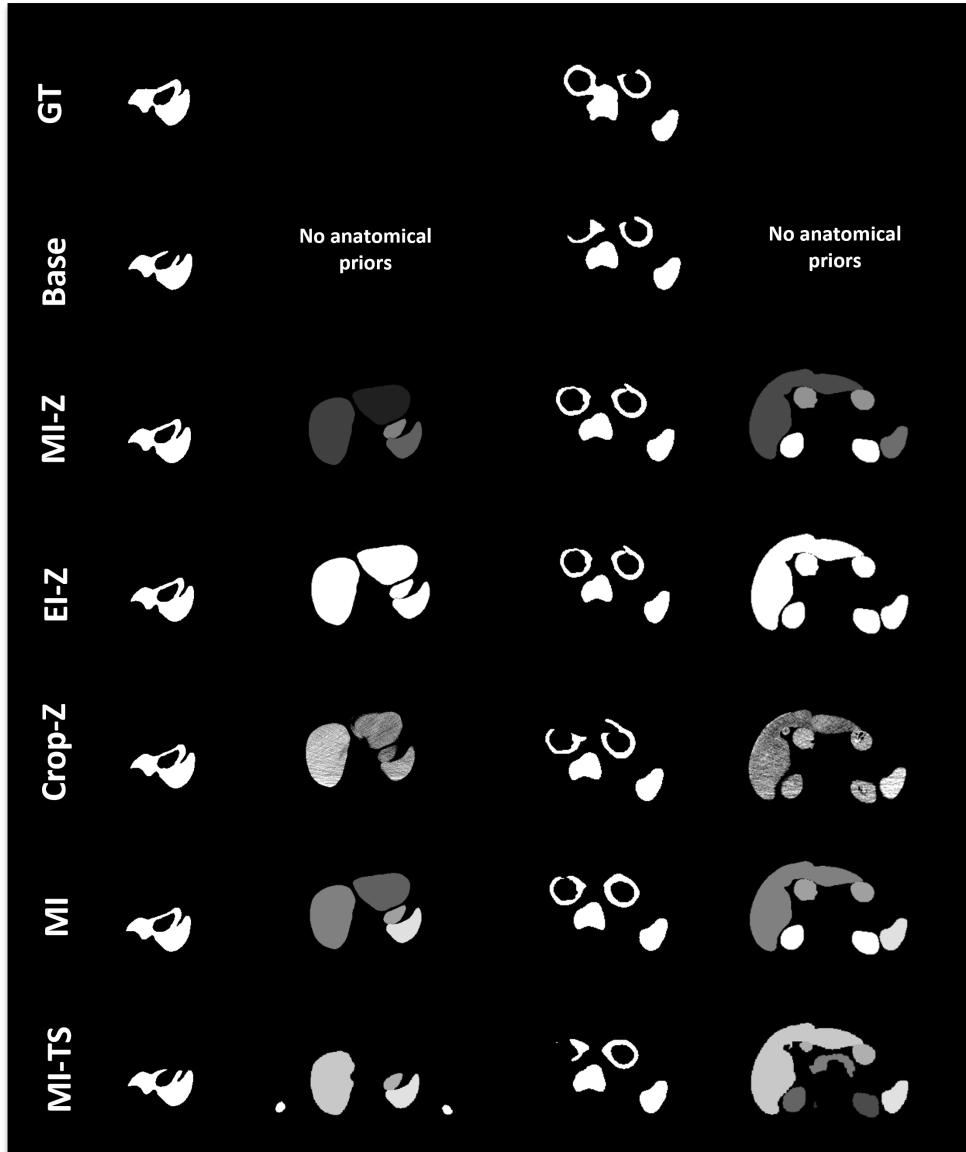 GT
Base
No anatomical
priors
No anatomical
priors
MI-Z
EI-Z
Crop-Z
MI
MI-TS